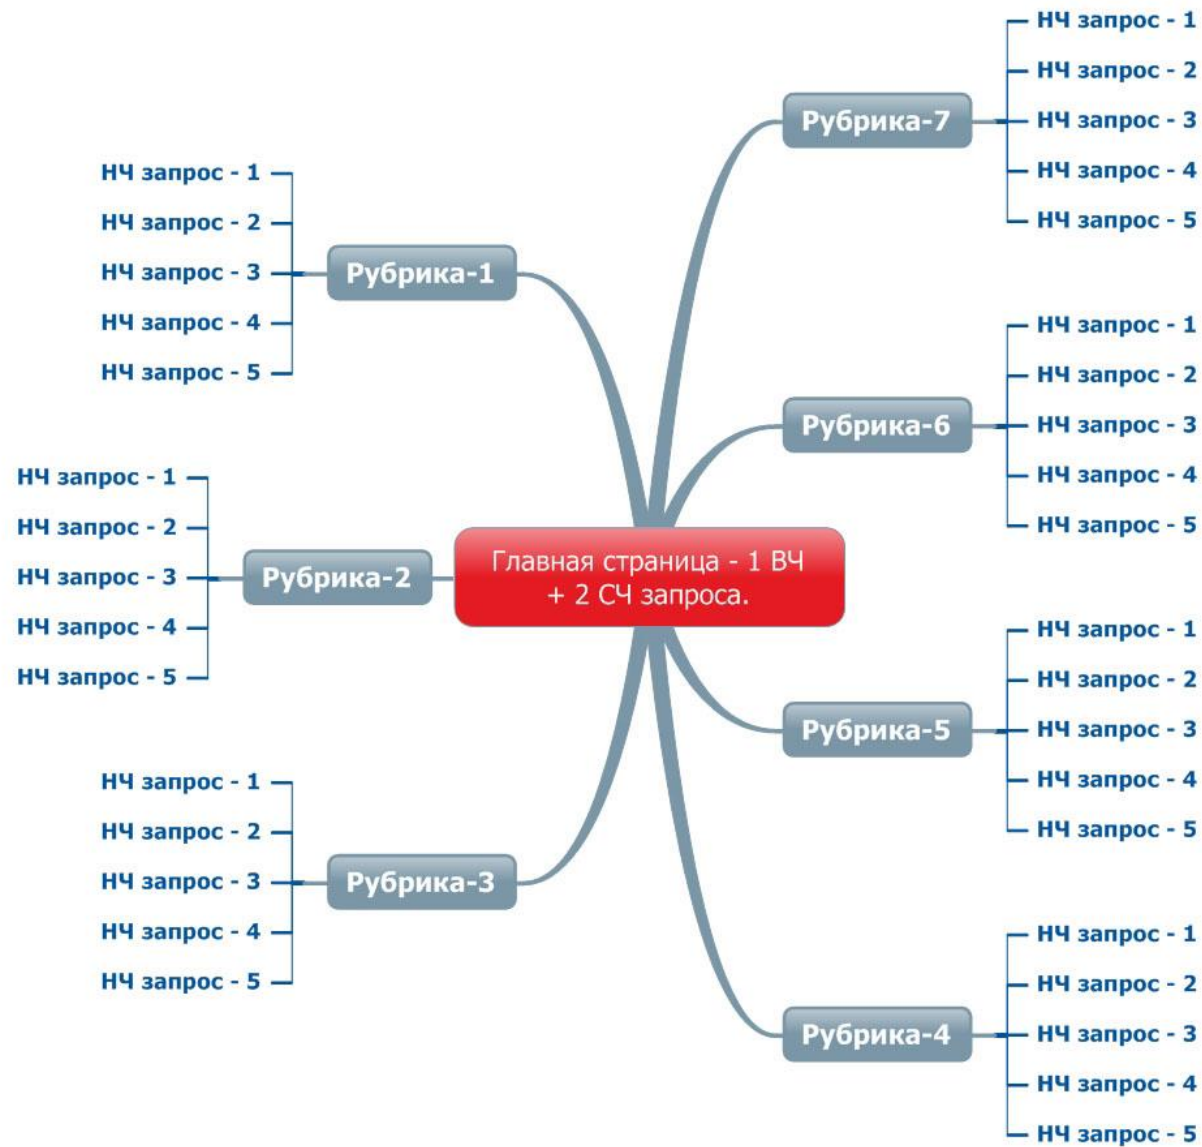 Главная страница - 1 ВЧ
+ 2 СЧ запроса.
Рубрика-1
НЧ запрос - 1
НЧ запрос - 2
НЧ запрос - 3
НЧ запрос - 4
НЧ запрос - 5
Рубрика-2
НЧ запрос - 1
НЧ запрос - 2
НЧ запрос - 3
НЧ запрос - 4
НЧ запрос - 5
Рубрика-3
НЧ запрос - 1
НЧ запрос - 2
НЧ запрос - 3
НЧ запрос - 4
НЧ запрос - 5
Рубрика-7
НЧ запрос - 1
НЧ запрос - 2
НЧ запрос - 3
НЧ запрос - 4
НЧ запрос - 5
Рубрика-6
НЧ запрос - 1
НЧ запрос - 2
НЧ запрос - 3
НЧ запрос - 4
НЧ запрос - 5
Рубрика-5
НЧ запрос - 1
НЧ запрос - 2
НЧ запрос - 3
НЧ запрос - 4
НЧ запрос - 5
Рубрика-4
НЧ запрос - 1
НЧ запрос - 2
НЧ запрос - 3
НЧ запрос - 4
НЧ запрос - 5